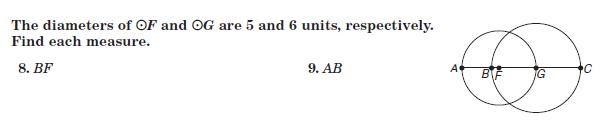 The diameters of ⊙F and ⊙G are 5 and 6 units, respectively.
Find each measure.
8. BF
9. AB
A B F G C